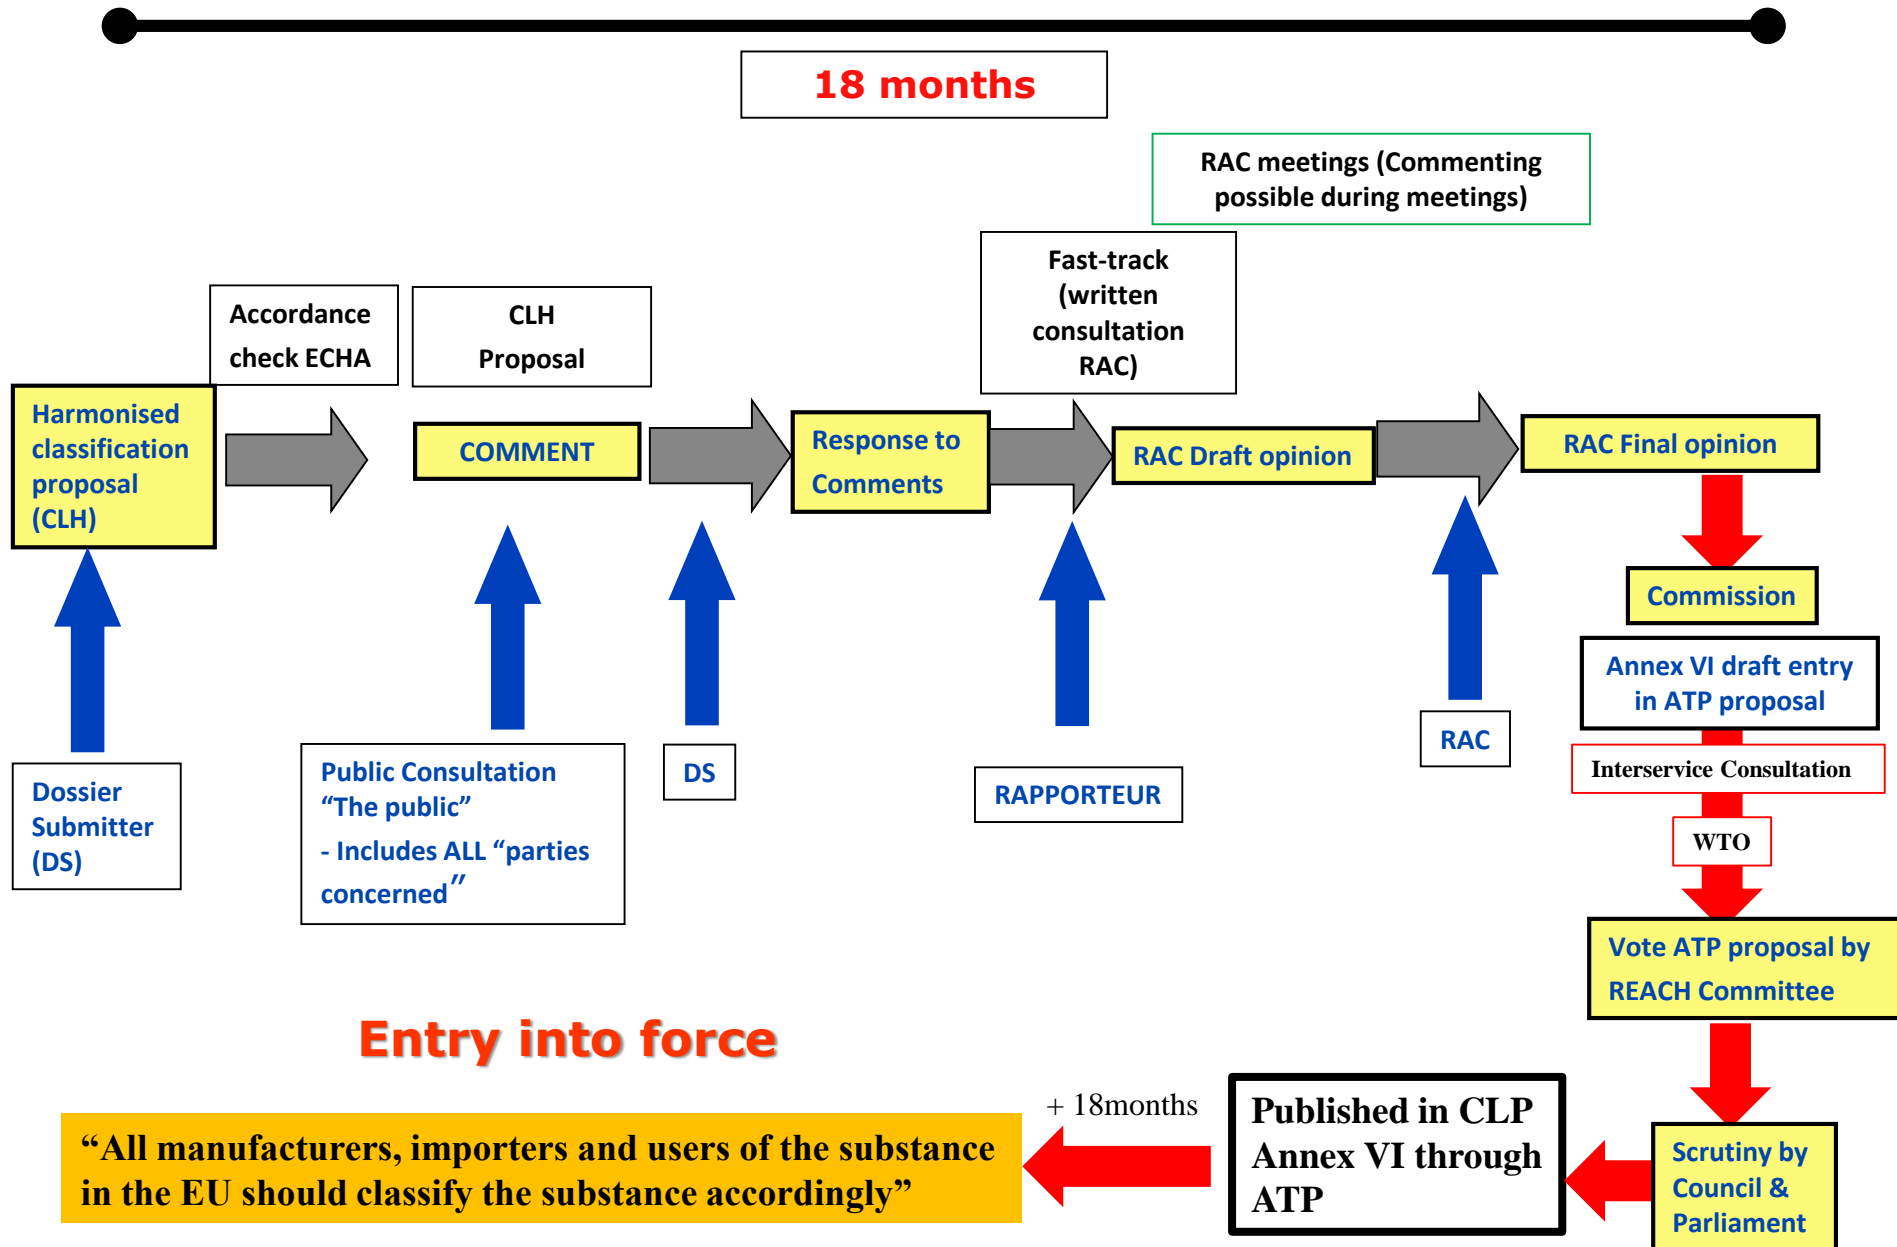 18 months
RAC meetings (Commenting
possible during meetings)
Fast-track
(written
consultation
RAC)
Accordance
check ECHA
CLH
Proposal
Harmonised
classification
proposal
(CLH)
COMMENT
Response to
Comments
RAC Draft opinion
RAC Final opinion
Commission
Annex VI draft entry
in ATP proposal
Interservice Consultation
WTO
Dossier
Submitter
(DS)
Public Consultation
“The public”
- Includes ALL “parties
concerned”
DS
RAPPORTEUR
RAC
Vote ATP proposal by
REACH Committee
Entry into force
“All manufacturers, importers and users of the substance
in the EU should classify the substance accordingly”
+ 18months
Published in CLP
Annex VI through
ATP
Scrutiny by
Council &
Parliament